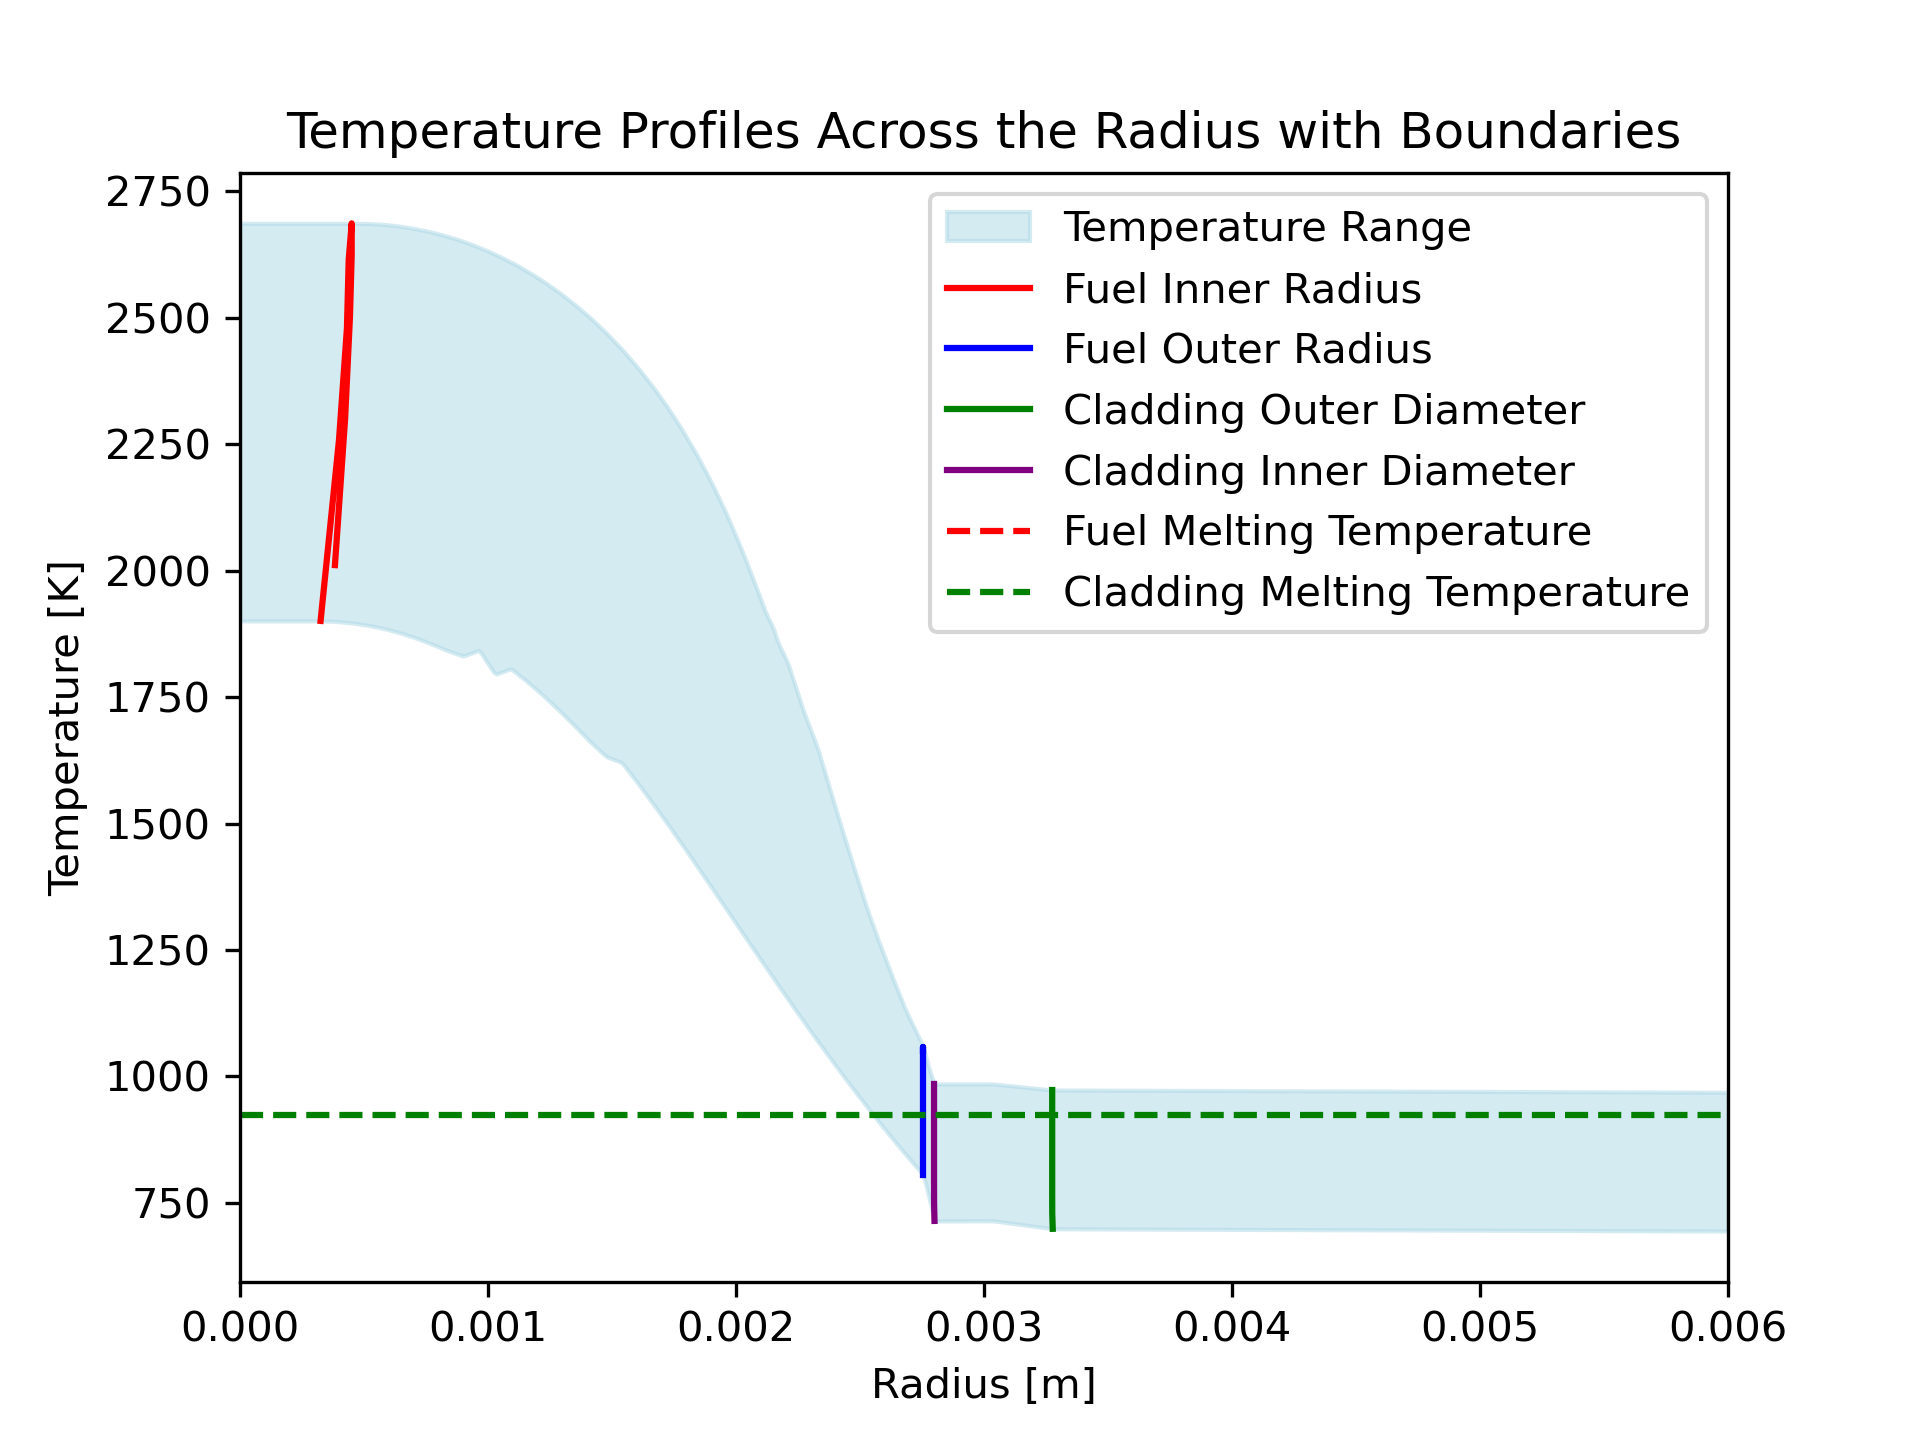 Temperature Profiles Across the Radius with Boundaries
2750
2500
2250
2000
1750
1500
1250
1000
750
Temperature [K]
Temperature Range
Fuel Inner Radius
Fuel Outer Radius
Cladding Outer Diameter
Cladding Inner Diameter
Fuel Melting Temperature
Cladding Melting Temperature
0.000 0.001 0.002 0.003 0.004 0.005 0.006
Radius [m]